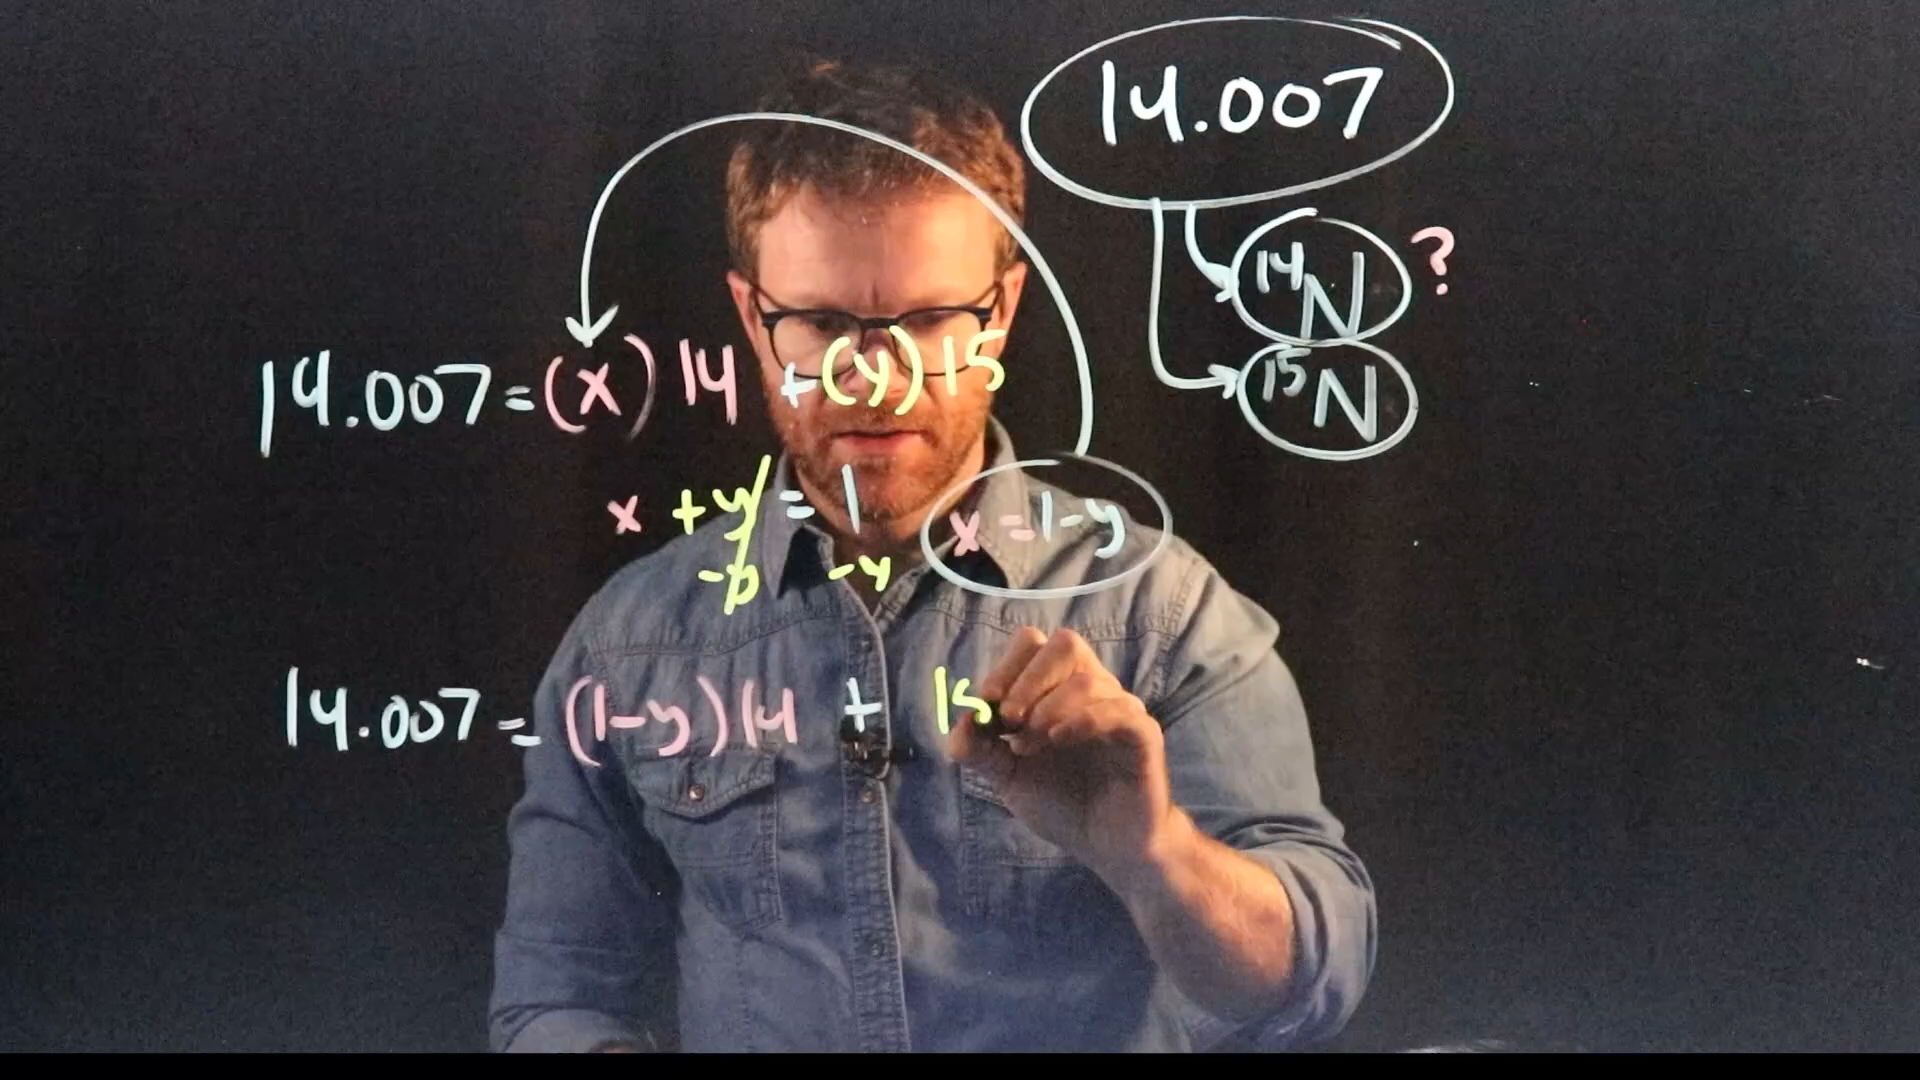 14.007
14N ?
15N
14.007 = (x) 14 + (y) 15
x + y = 1 x = 1 - y
- y - y
14.007 = (1 - y) 14 + 15